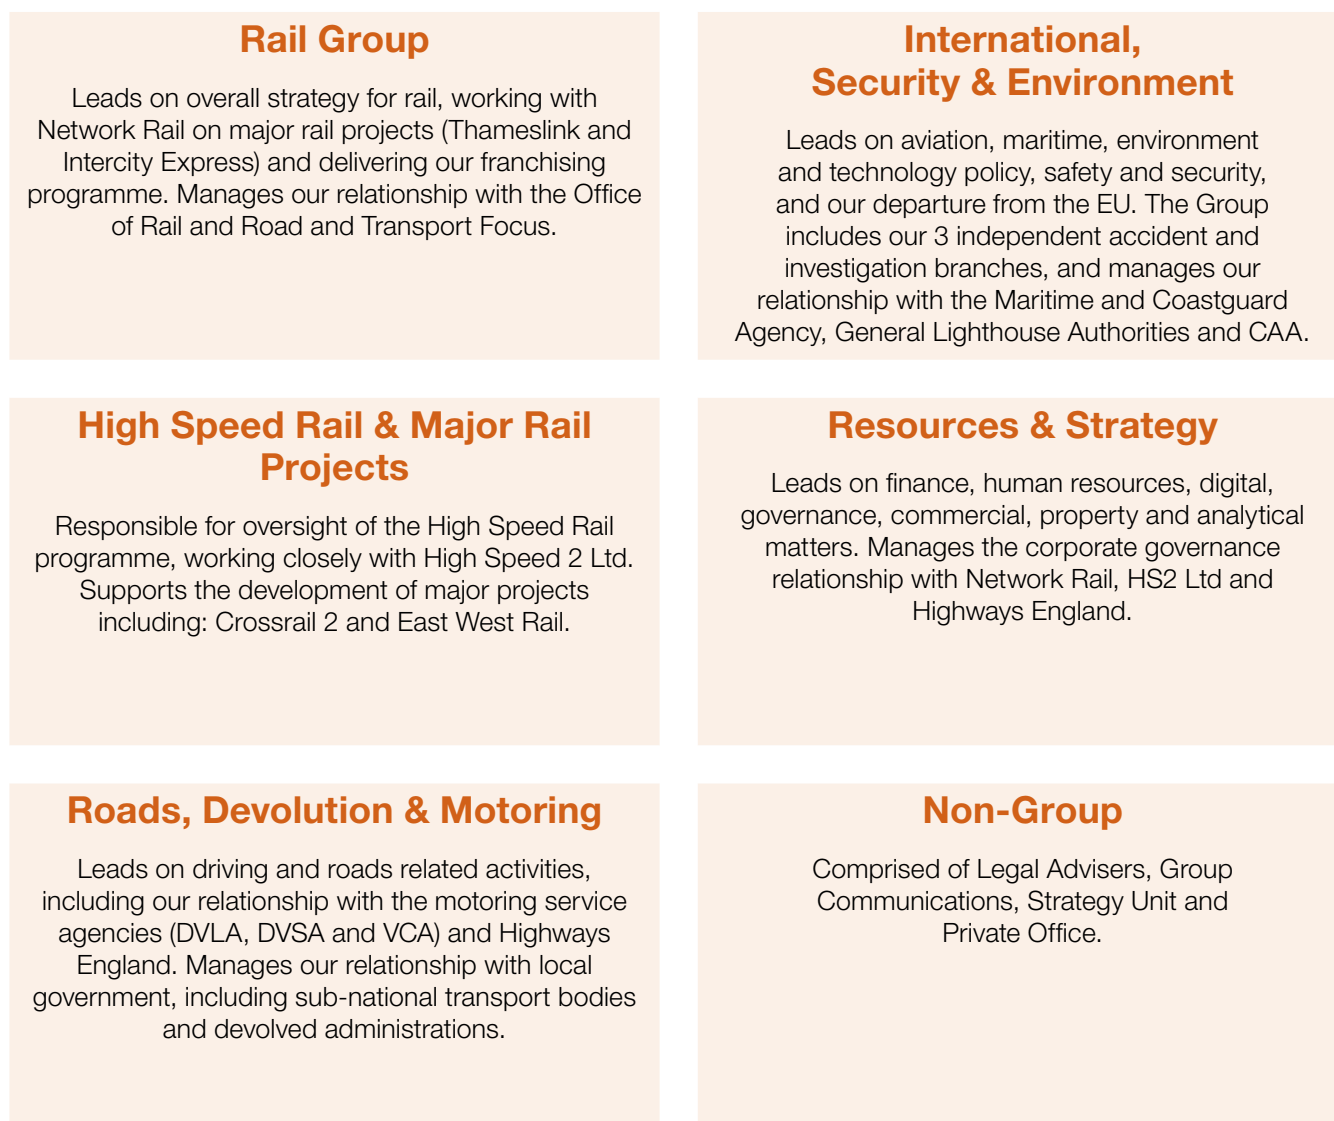 Rail Group
Leads on overall strategy for rail, working with
Network Rail on major rail projects (Thameslink and
Intercity Express) and delivering our franchising
programme. Manages our relationship with the Office
of Rail and Road and Transport Focus.
International,
Security & Environment
Leads on aviation, maritime, environment
and technology policy, safety and security,
and our departure from the EU. The Group
includes our 3 independent accident and
investigation branches, and manages our
relationship with the Maritime and Coastguard
Agency, General Lighthouse Authorities and CAA.
High Speed Rail & Major Rail
Projects
Responsible for oversight of the High Speed Rail
programme, working closely with High Speed 2 Ltd.
Supports the development of major projects
including: Crossrail 2 and East West Rail.
Resources & Strategy
Leads on finance, human resources, digital,
governance, commercial, property and analytical
matters. Manages the corporate governance
relationship with Network Rail, HS2 Ltd and
Highways England.
Roads, Devolution & Motoring
Leads on driving and roads related activities,
including our relationship with the motoring service
agencies (DVLA, DVSA and VCA) and Highways
England. Manages our relationship with local
government, including sub-national transport bodies
and devolved administrations.
Non-Group
Comprised of Legal Advisers, Group
Communications, Strategy Unit and
Private Office.